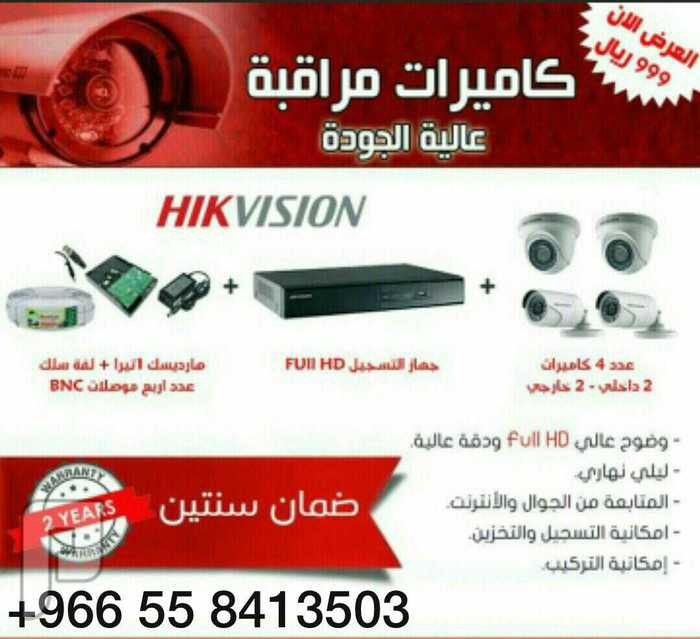 العرض الان
999 ريال
كاميرات مراقبة
عالية الجودة
HIKVISION
+
+
عدد 4 كاميرات
2 داخلي - 2 خارجي
جهاز التسجيل FUll HD
هارديسك 1تيرا + لفة سلك
عدد اربع موصلات BNC
- وضوح عالي Full HD ودقة عالية.
- ليلي نهاري.
- المتابعة من الجوال والأنترنت.
- امكانية التسجيل والتخزين.
- إمكانية التركيب.
ضمان سنتين
WARRANTY
2 YEARS
WARRANTY
+966 55 8413503